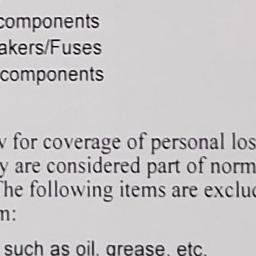 components
akers/Fuses
components
for coverage of personal los
y are considered part of norm
The following items are exclu
m:
such as oil, grease, etc.